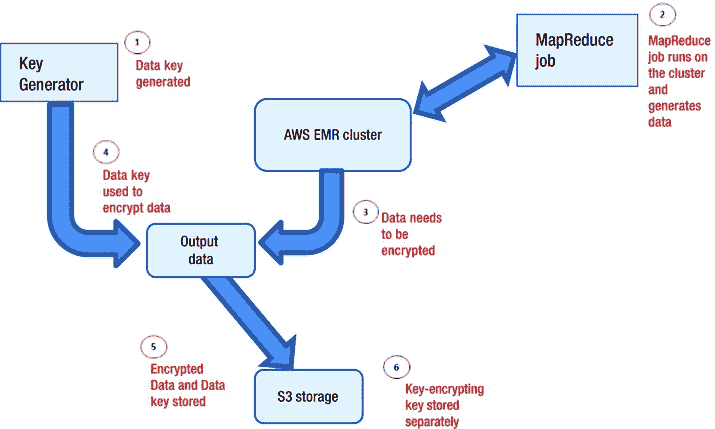 1
Data key
generated
Key
Generator
2
MapReduce
job
MapReduce
job runs on
the cluster
and
generates
data
AWS EMR cluster
4
Data key
used to
encrypt data
3
Data needs
to be
encrypted
Output
data
5
Encrypted
Data and Data
key stored
S3 storage
6
Key-encrypting
key stored
separately